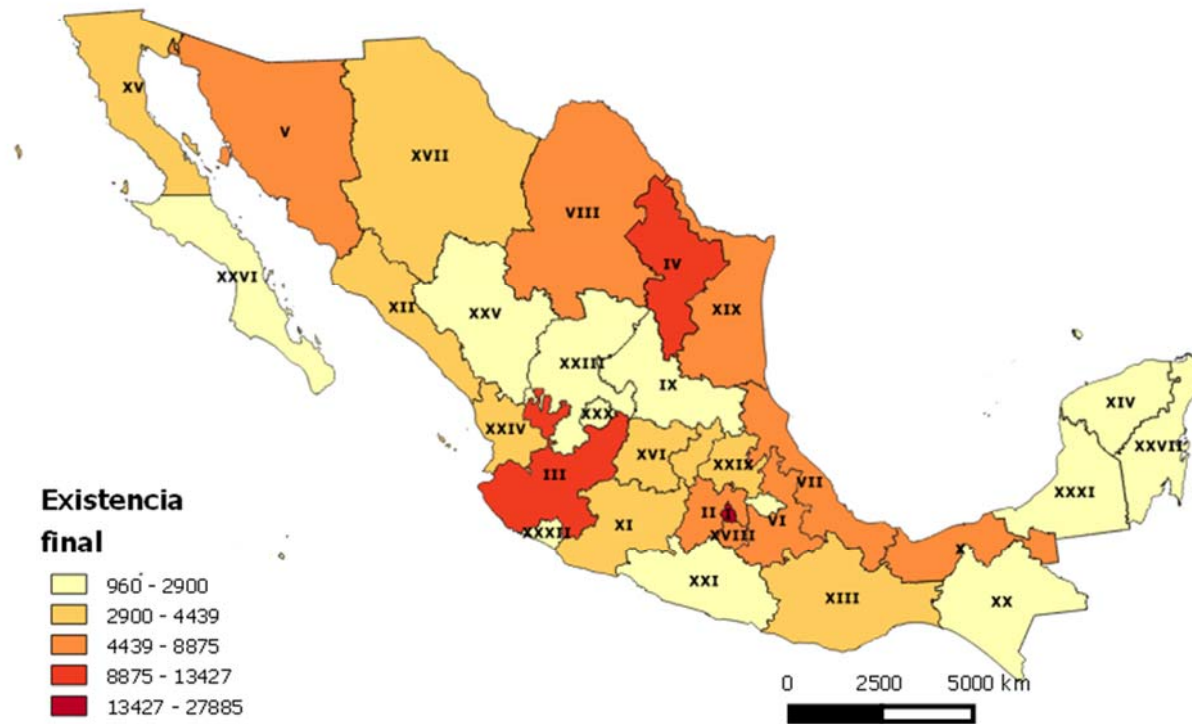 XV
V
XVII
VIII
IV
XXVI
XII
XXV
XIX
XXIII
IX
XXX
XXIV
XVI
XXIX
XIV
XXVII
III
VII
XXXI
II
I
VI
XI
XVIII
XXXII
X
XXI
XIII
XX
Existencia
final
960 - 2900
2900 - 4439
4439 - 8875
8875 - 13427
13427 - 27885
0 2500 5000 km